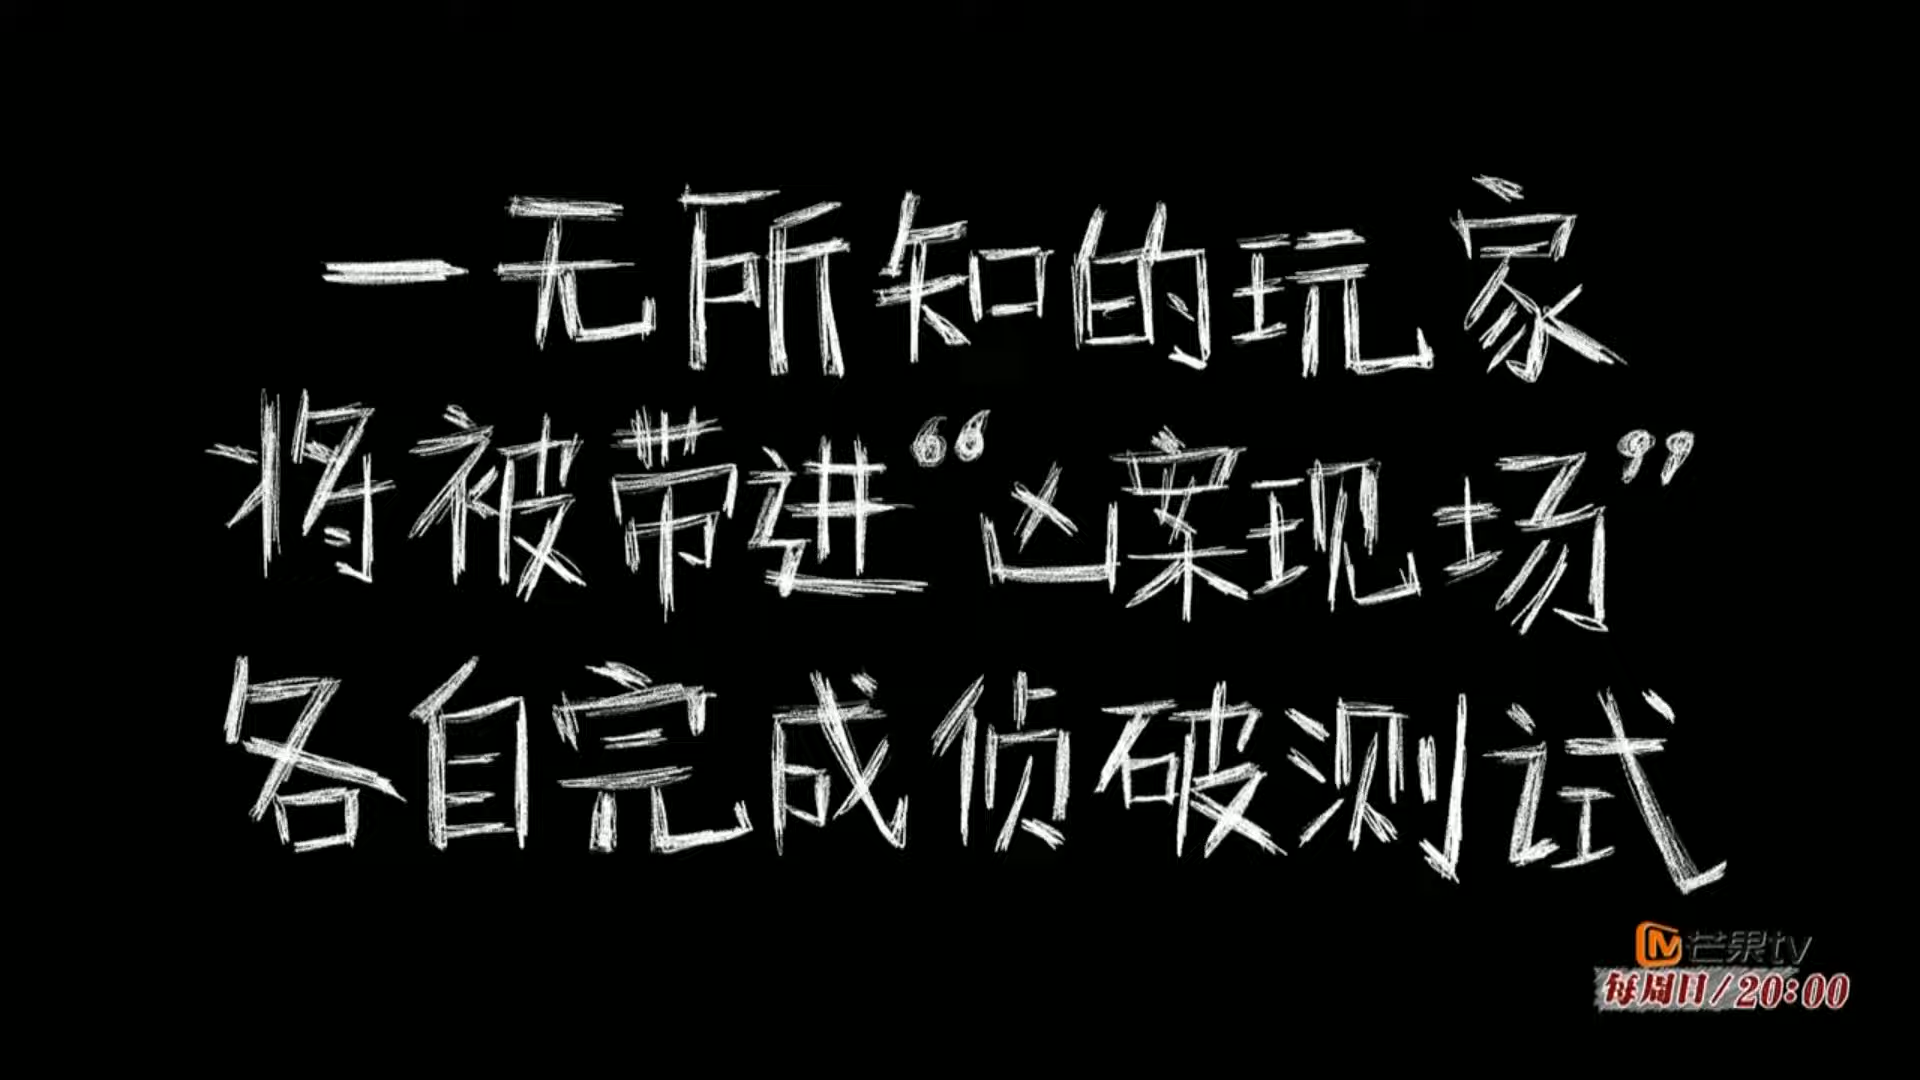 一无所知的玩家
将被带进“凶案现场”
各自完成侦破测试
芒果tv
每周日/20:00